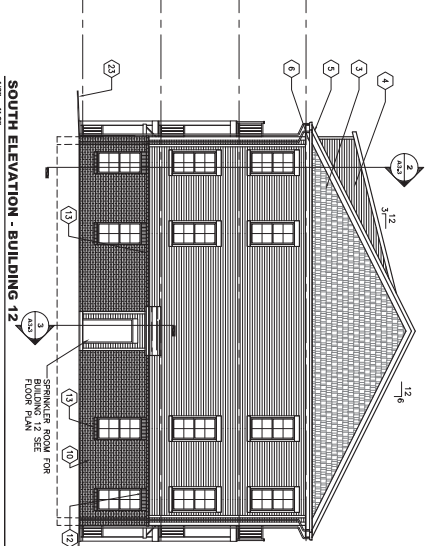 23
6
5
3
4
2
A3.3
12
3
12
6
13
3
A3.3
SPRINKLER ROOM FOR
BUILDING 12 SEE
FLOOR PLAN
13
10
12
SOUTH ELEVATION - BUILDING 12